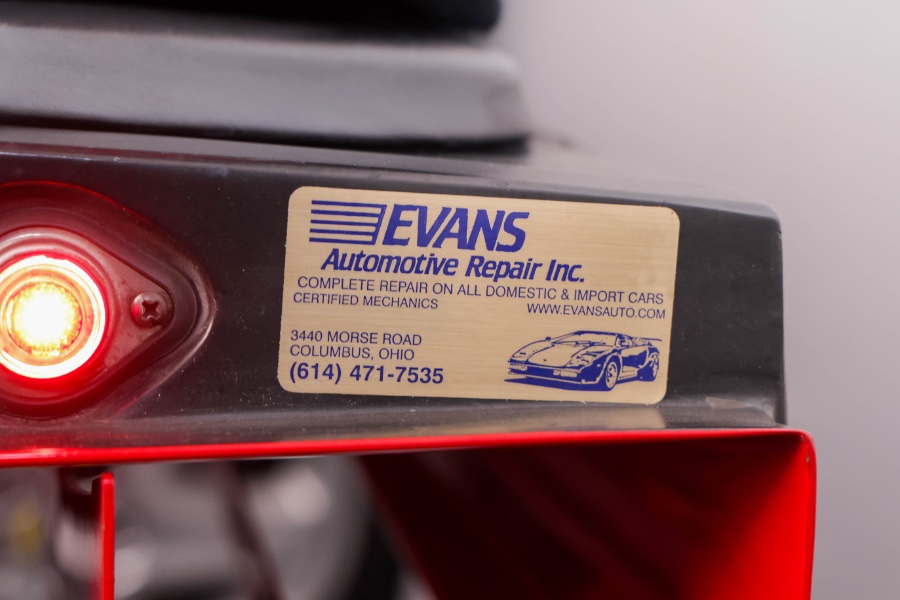 EVANS
Automotive Repair Inc.
COMPLETE REPAIR ON ALL DOMESTIC & IMPORT CARS
CERTIFIED MECHANICS
WWW.EVANSAUTO.COM
3440 MORSE ROAD
COLUMBUS, OHIO
(614) 471-7535